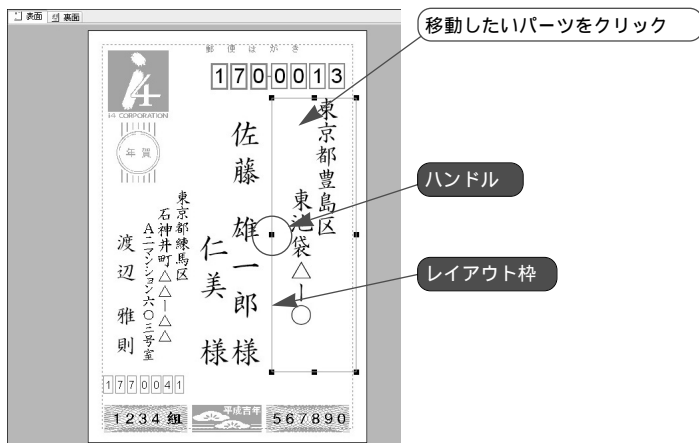 表面 裏面
移動したいパーツをクリック
郵便はがき
170-0013
i4 CORPORATION
年賀
東京都豊島区
東池袋△ー○
佐藤 雄一郎 様
仁美 様
東京都練馬区
石神井町△△ー△△
Aニマンション六〇三号室
渡辺 雅則
1770041
ハンドル
レイアウト枠
1234組
平成吉年
567890